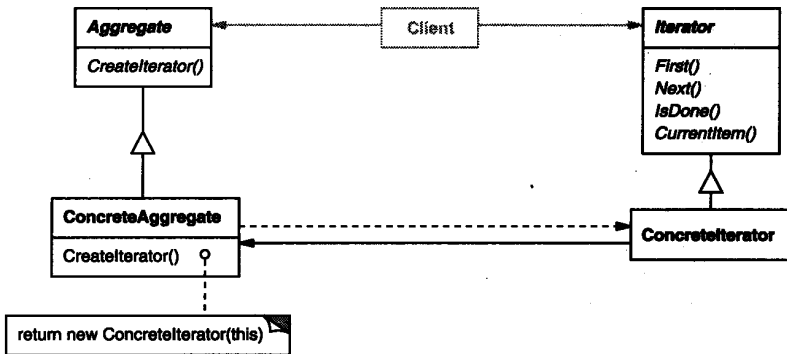 Aggregate
CreateIterator()
Client
Iterator
First()
Next()
IsDone()
CurrentItem()
ConcreteAggregate
CreateIterator()
ConcreteIterator
return new ConcreteIterator(this)